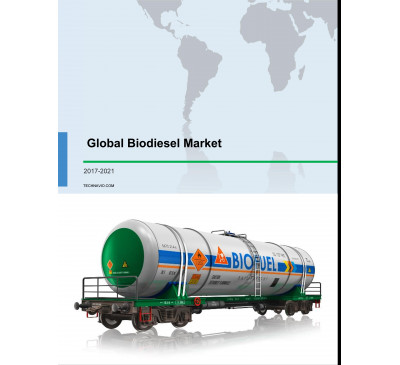 Global Biodiesel Market
2017-2021
TECHNAVIO.COM
BIOFUEL